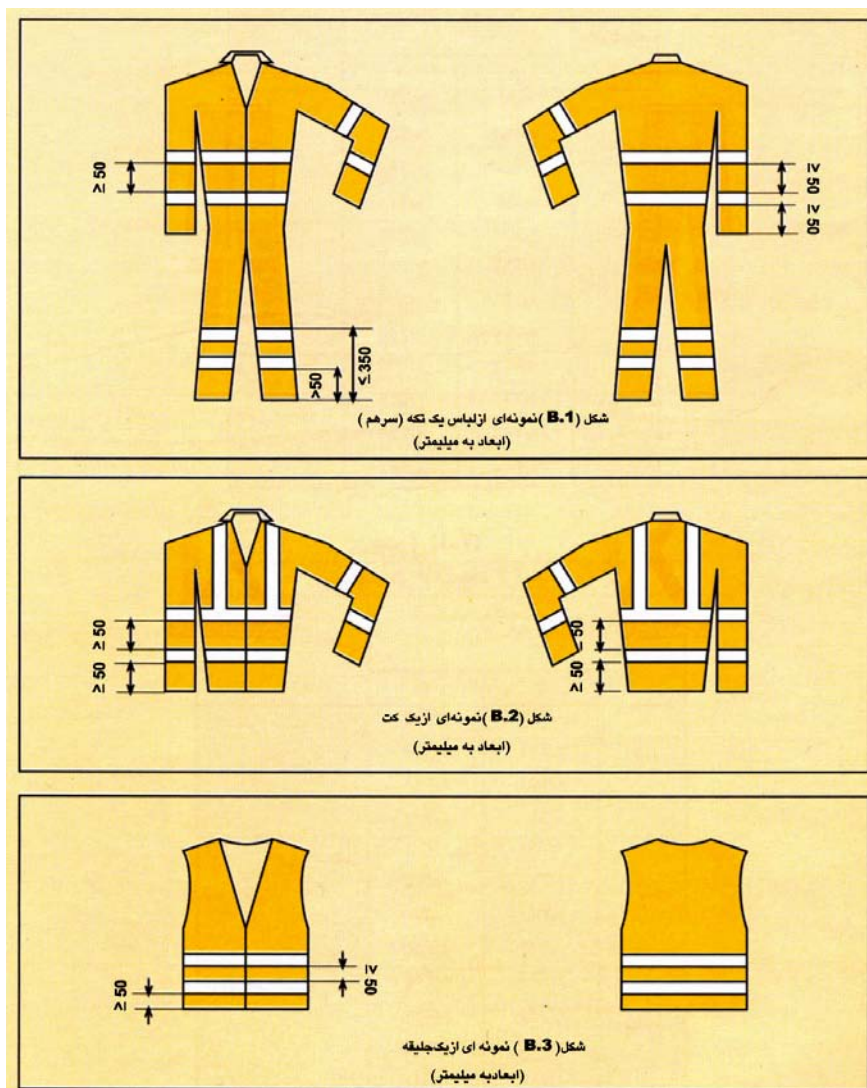 ≥ 50
≥ 50
≥ 50
>50
≤350
شکل (B.1) نمونه‌ای ازلباس یک تکه (سرهم)
(ابعاد به میلیمتر)
≥ 50
≥ 50
≥ 50
≥ 50
شکل (B.2) نمونه‌ای ازیک کت
(ابعاد به میلیمتر)
≥ 50
≥ 50
شکل (B.3) نمونه ای ازیک‌جلیقه
(ابعادبه میلیمتر)